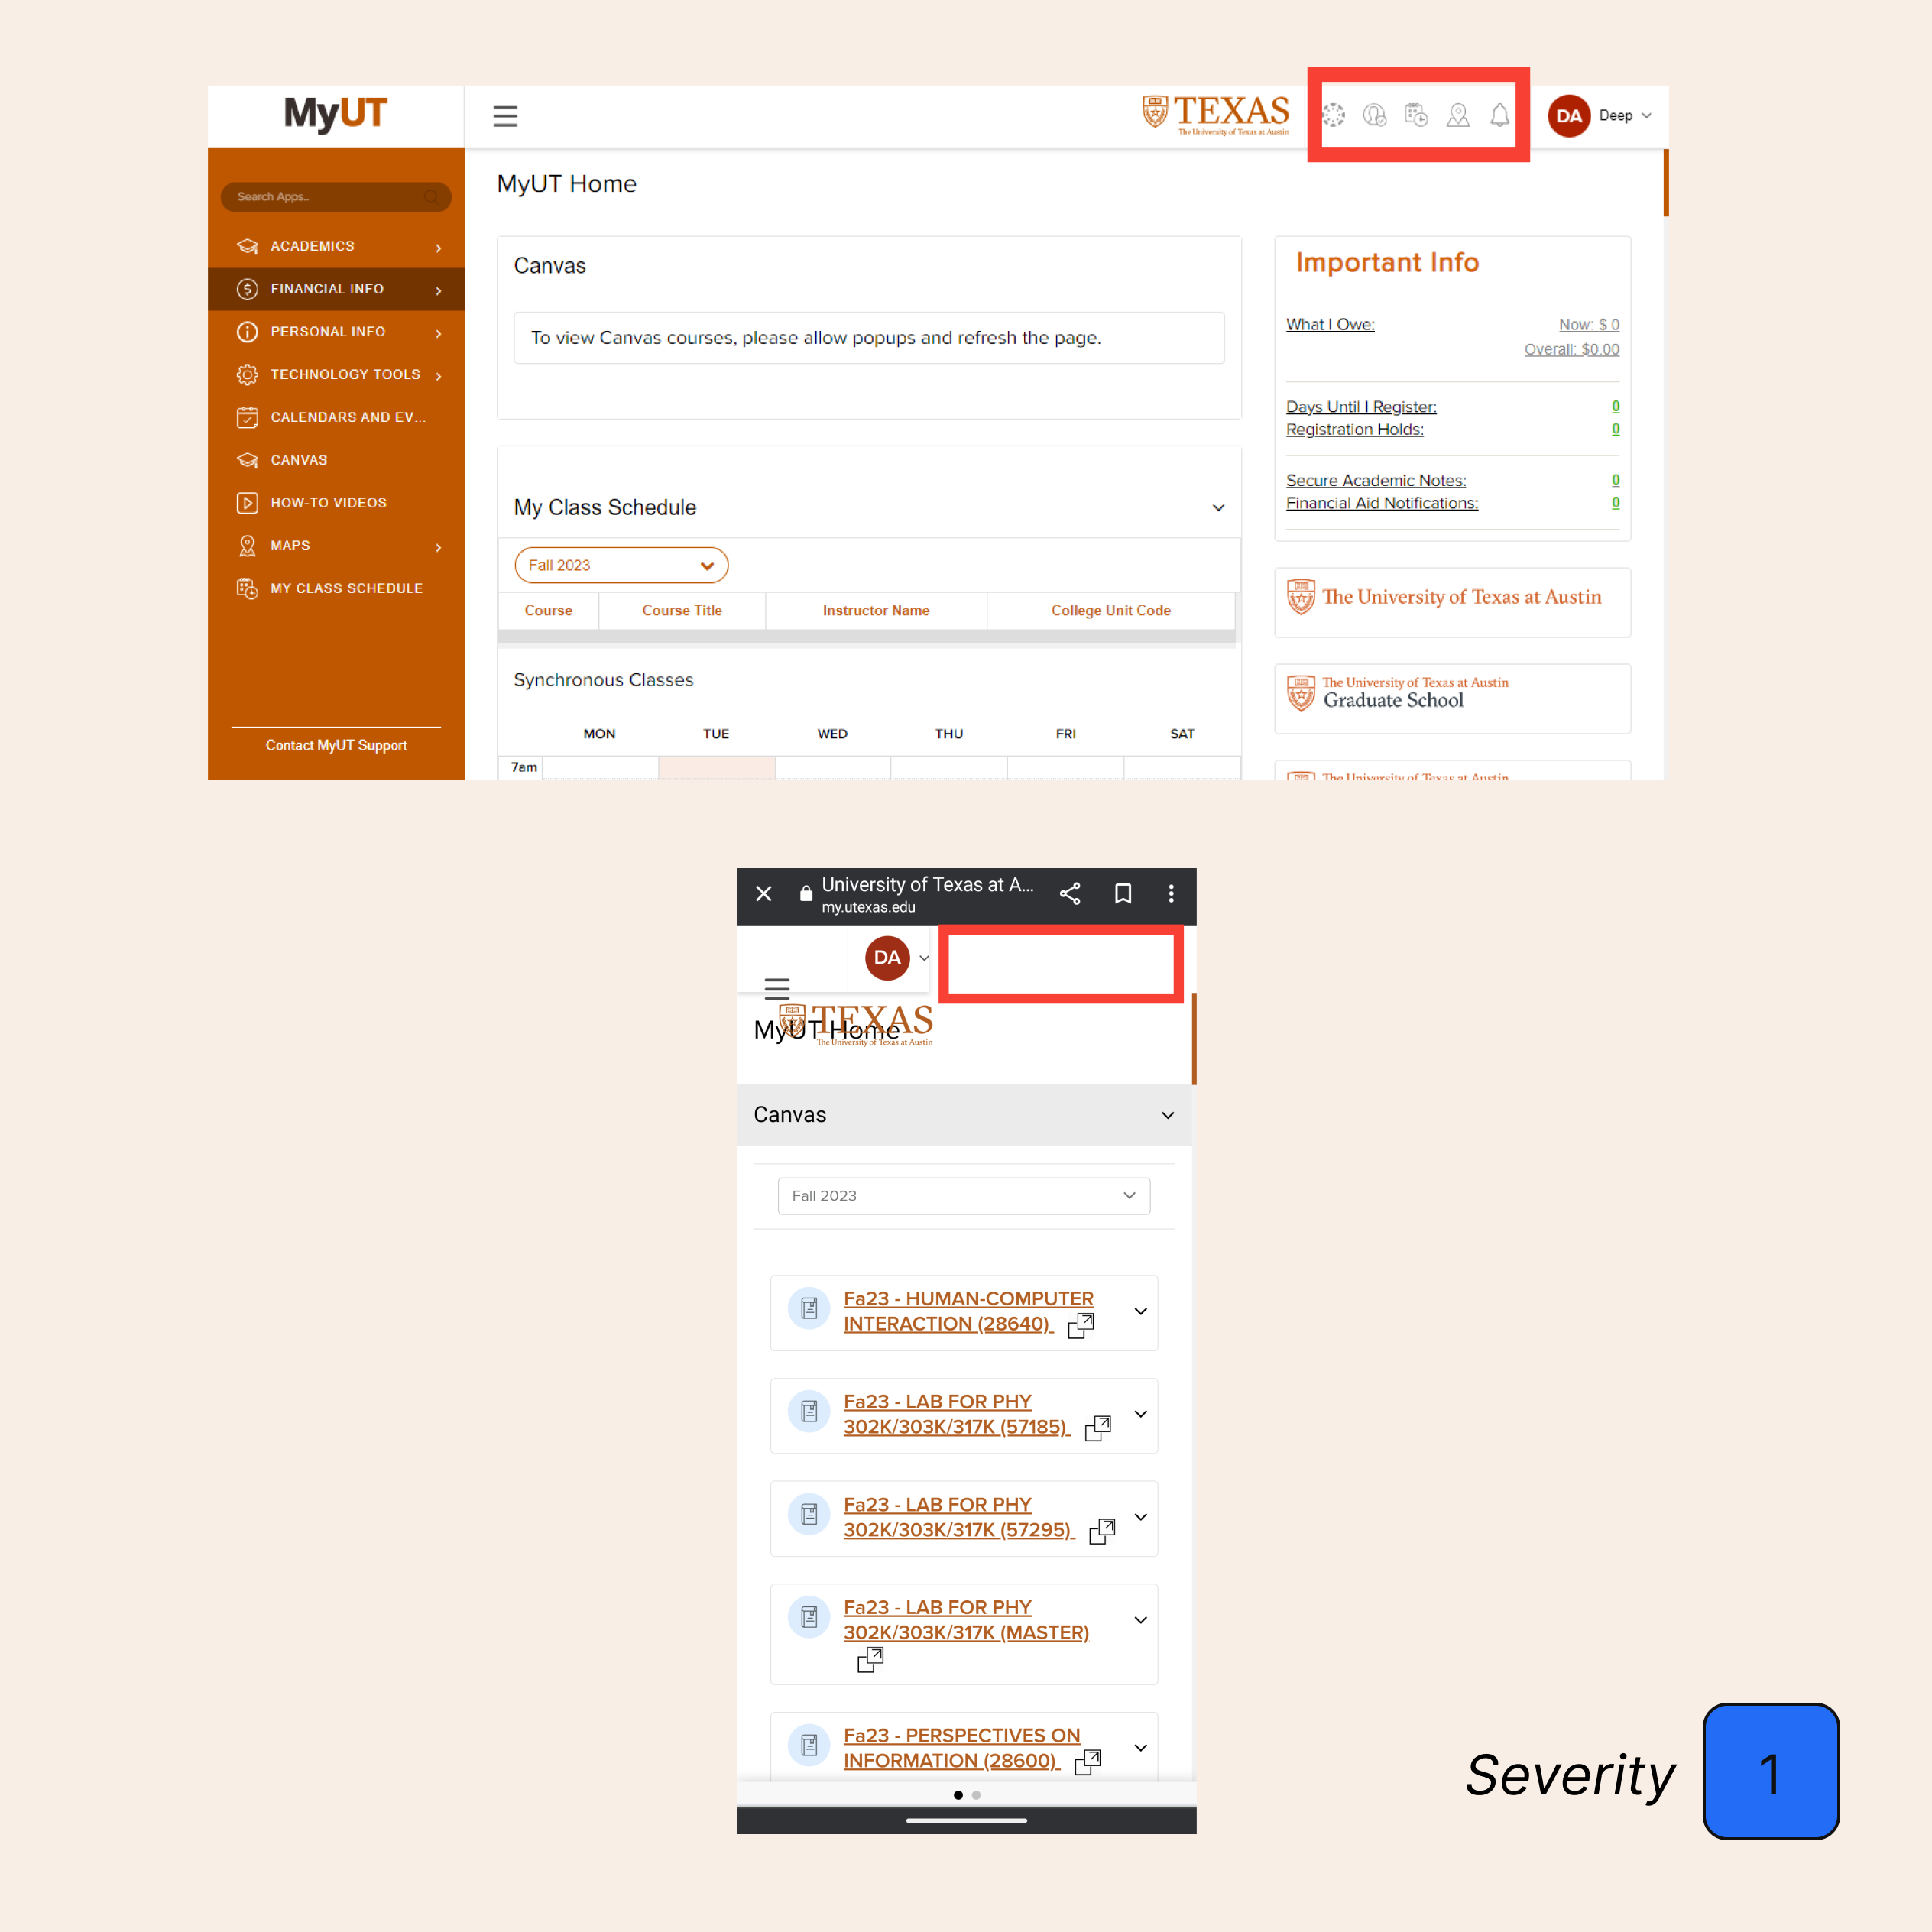 MyUT
TEXAS
The University of Texas at Austin
DA Deep
Search Apps..
ACADEMICS
FINANCIAL INFO
PERSONAL INFO
TECHNOLOGY TOOLS
CALENDARS AND EV...
CANVAS
HOW-TO VIDEOS
MAPS
MY CLASS SCHEDULE
Contact MyUT Support
MyUT Home
Canvas
To view Canvas courses, please allow popups and refresh the page.
My Class Schedule
Fall 2023
Course Course Title Instructor Name College Unit Code
Synchronous Classes
MON TUE WED THU FRI SAT
7am
Important Info
What I Owe: Now: $ 0
Overall: $0.00
Days Until I Register: 0
Registration Holds: 0
Secure Academic Notes: 0
Financial Aid Notifications: 0
The University of Texas at Austin
The University of Texas at Austin
Graduate School
The University of Texas at Austin
University of Texas at A...
my.utexas.edu
DA
TEXAS
MyUT Home
The University of Texas at Austin
Canvas
Fall 2023
Fa23 - HUMAN-COMPUTER
INTERACTION (28640)
Fa23 - LAB FOR PHY
302K/303K/317K (57185)
Fa23 - LAB FOR PHY
302K/303K/317K (57295)
Fa23 - LAB FOR PHY
302K/303K/317K (MASTER)
Fa23 - PERSPECTIVES ON
INFORMATION (28600)
Severity 1